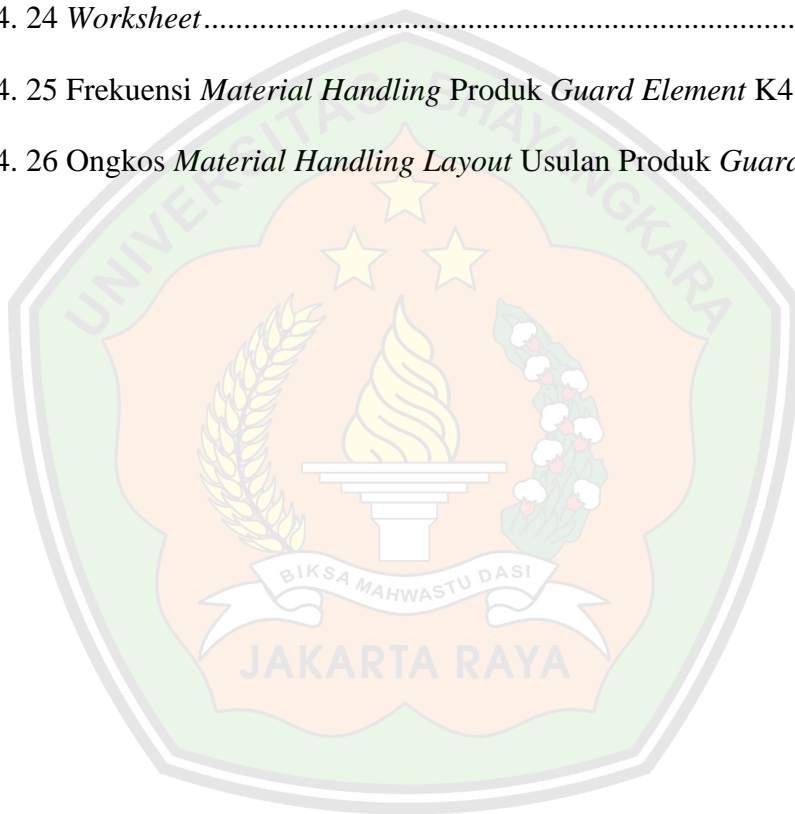 4. 24 Worksheet...........................................................................
4. 25 Frekuensi Material Handling Produk Guard Element K4
4. 26 Ongkos Material Handling Layout Usulan Produk Guard
UNIVERSITAS BHAYANGKARA
BIKSA MAHWASTU DASI
JAKARTA RAYA